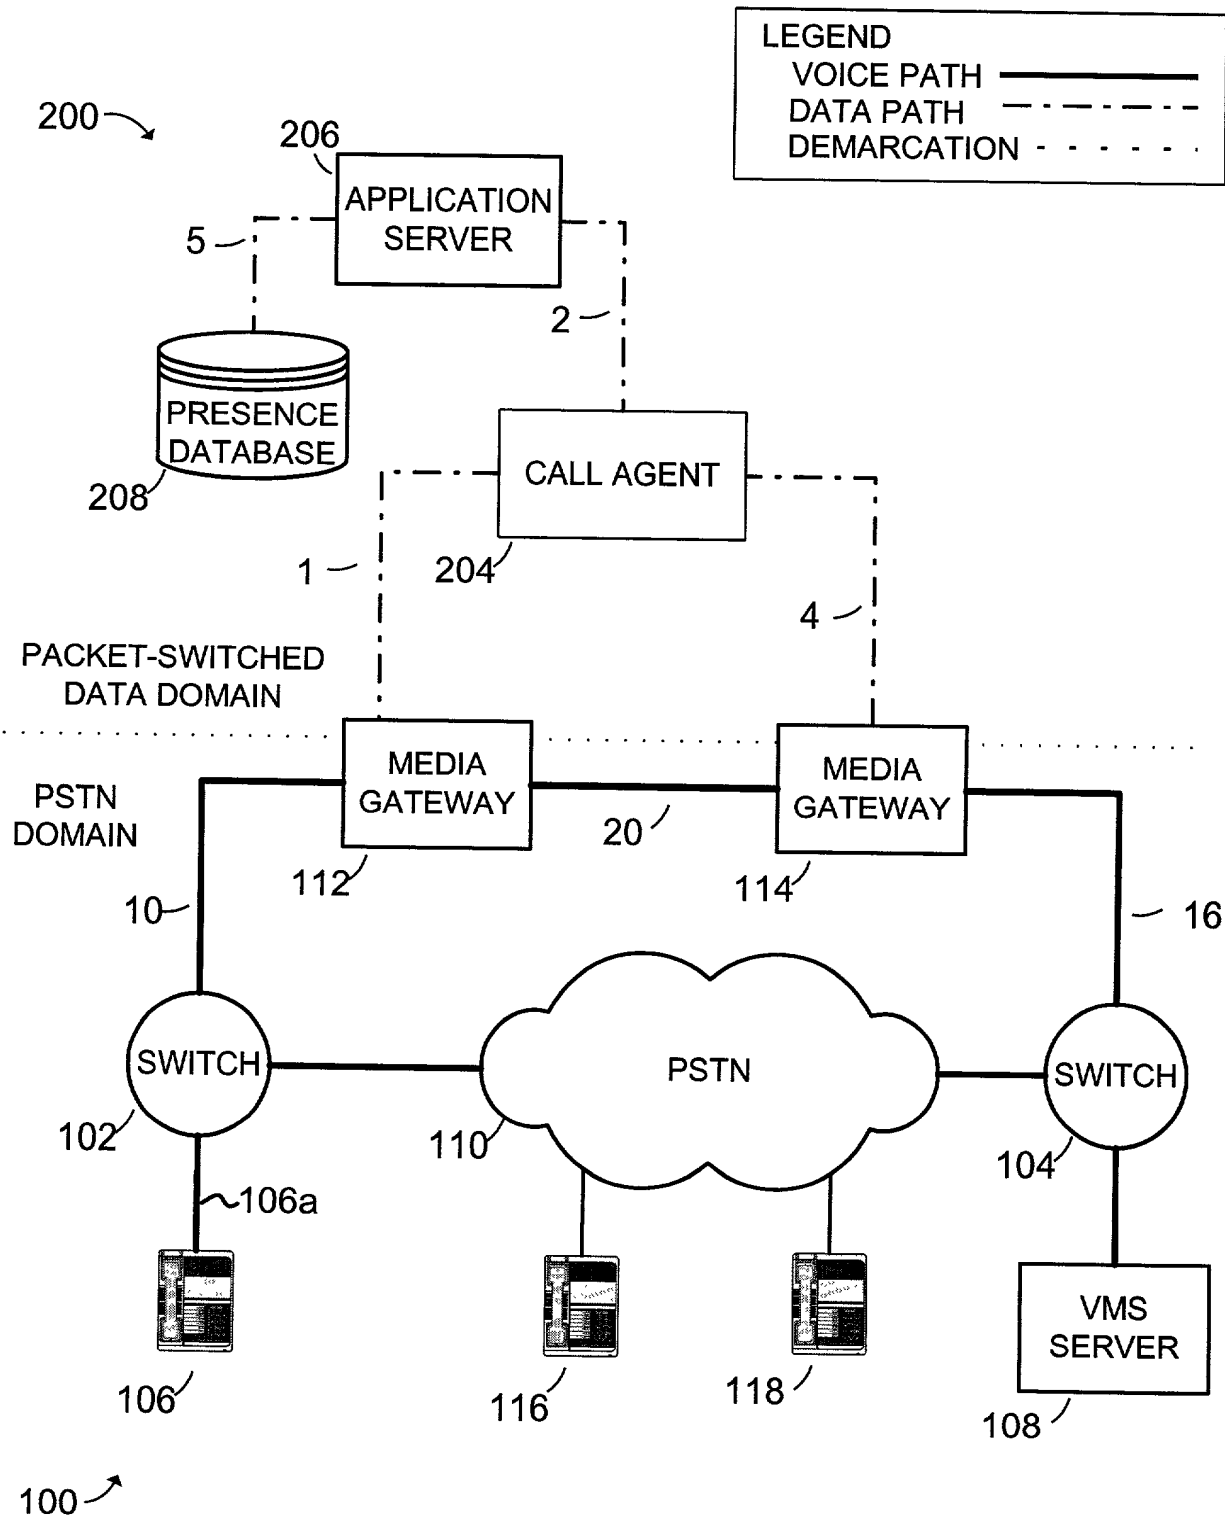 LEGEND
VOICE PATH
DATA PATH
DEMARCATION
200
206
APPLICATION
SERVER
5
2
PRESENCE
DATABASE
208
CALL AGENT
204
1
4
PACKET-SWITCHED
DATA DOMAIN
MEDIA
GATEWAY
MEDIA
GATEWAY
PSTN
DOMAIN
20
112
114
10
16
SWITCH
PSTN
SWITCH
102
110
104
106a
VMS
SERVER
106
116
118
108
100